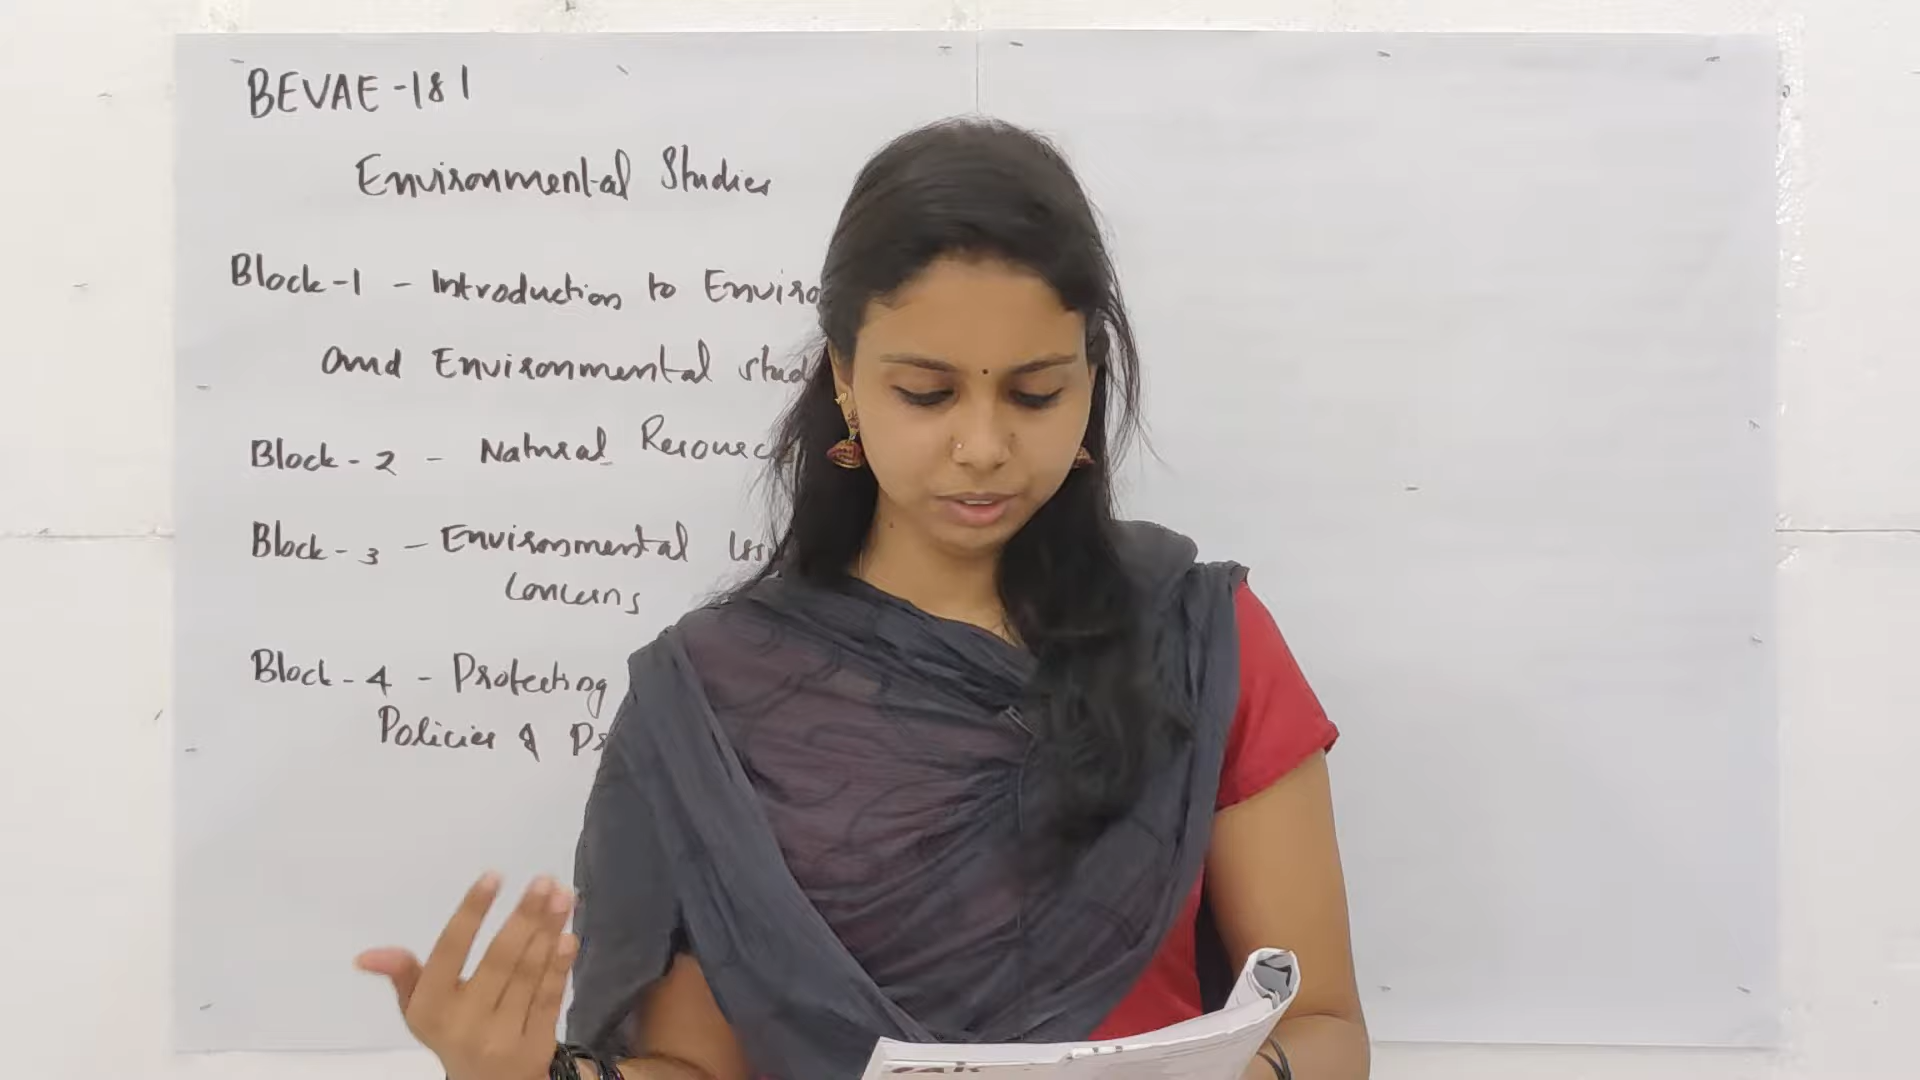 BEVAE-181
Environmental Studies
Block-1 - Introduction to Enviro
and Environmental stud
Block-2 - Natural Resourc
Block-3 - Environmental
Concerns
Block-4 - Protecting
Policies &